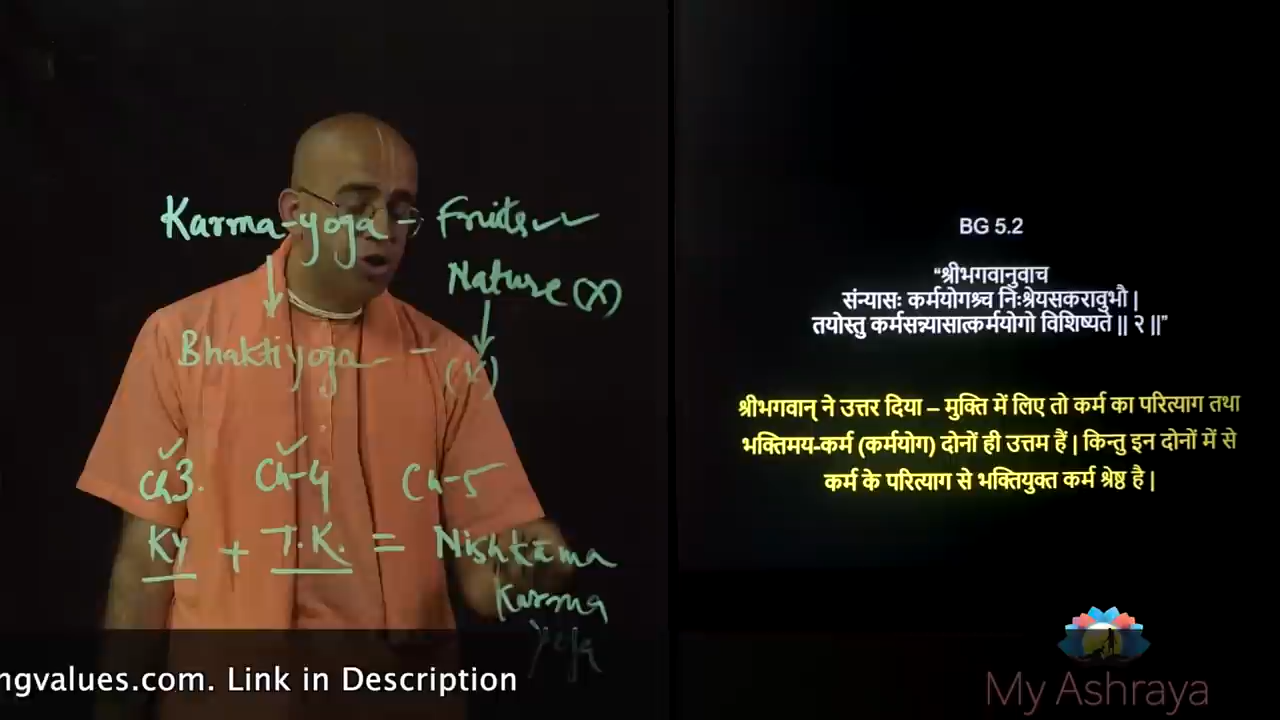 Karma-yoga - Fruits ✓
Nature (X)
Bhaktiyoga - (X)
Ch3. Ch-4 Ch-5
KY + T.K. = Nishkāma
Karma
Yoga
BG 5.2
“श्रीभगवानुवाच
संन्यासः कर्मयोगश्च निःश्रेयसकरावुभौ |
तयोस्तु कर्मसन्न्यासात्कर्मयोगो विशिष्यते || २ ||”
श्रीभगवान् ने उत्तर दिया – मुक्ति में लिए तो कर्म का परित्याग तथा
भक्तिमय-कर्म (कर्मयोग) दोनों ही उत्तम हैं | किन्तु इन दोनों में से
कर्म के परित्याग से भक्तियुक्त कर्म श्रेष्ठ है |
ngvalues.com. Link in Description
My Ashraya